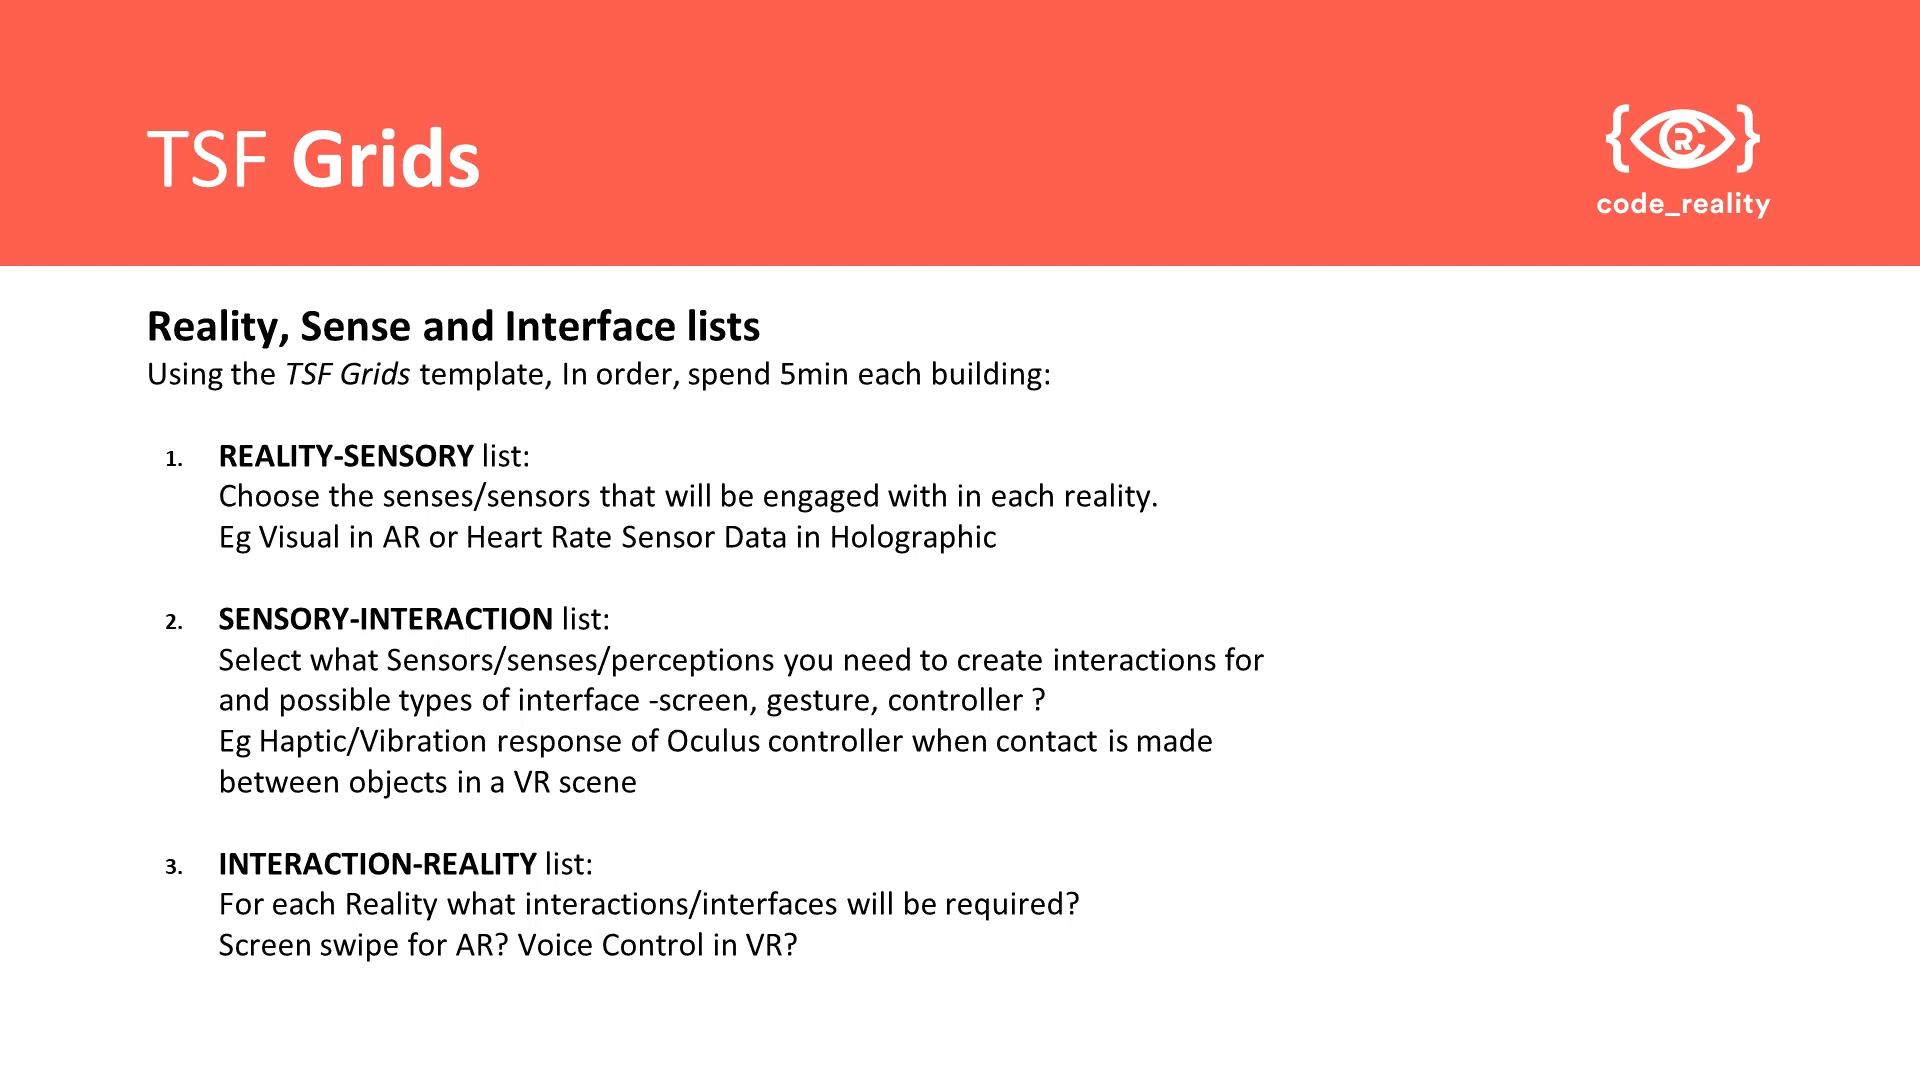 TSF Grids
{RC}
code_reality
Reality, Sense and Interface lists
Using the TSF Grids template, In order, spend 5min each building:
1. REALITY-SENSORY list:
Choose the senses/sensors that will be engaged with in each reality.
Eg Visual in AR or Heart Rate Sensor Data in Holographic
2. SENSORY-INTERACTION list:
Select what Sensors/senses/perceptions you need to create interactions for
and possible types of interface -screen, gesture, controller ?
Eg Haptic/Vibration response of Oculus controller when contact is made
between objects in a VR scene
3. INTERACTION-REALITY list:
For each Reality what interactions/interfaces will be required?
Screen swipe for AR? Voice Control in VR?